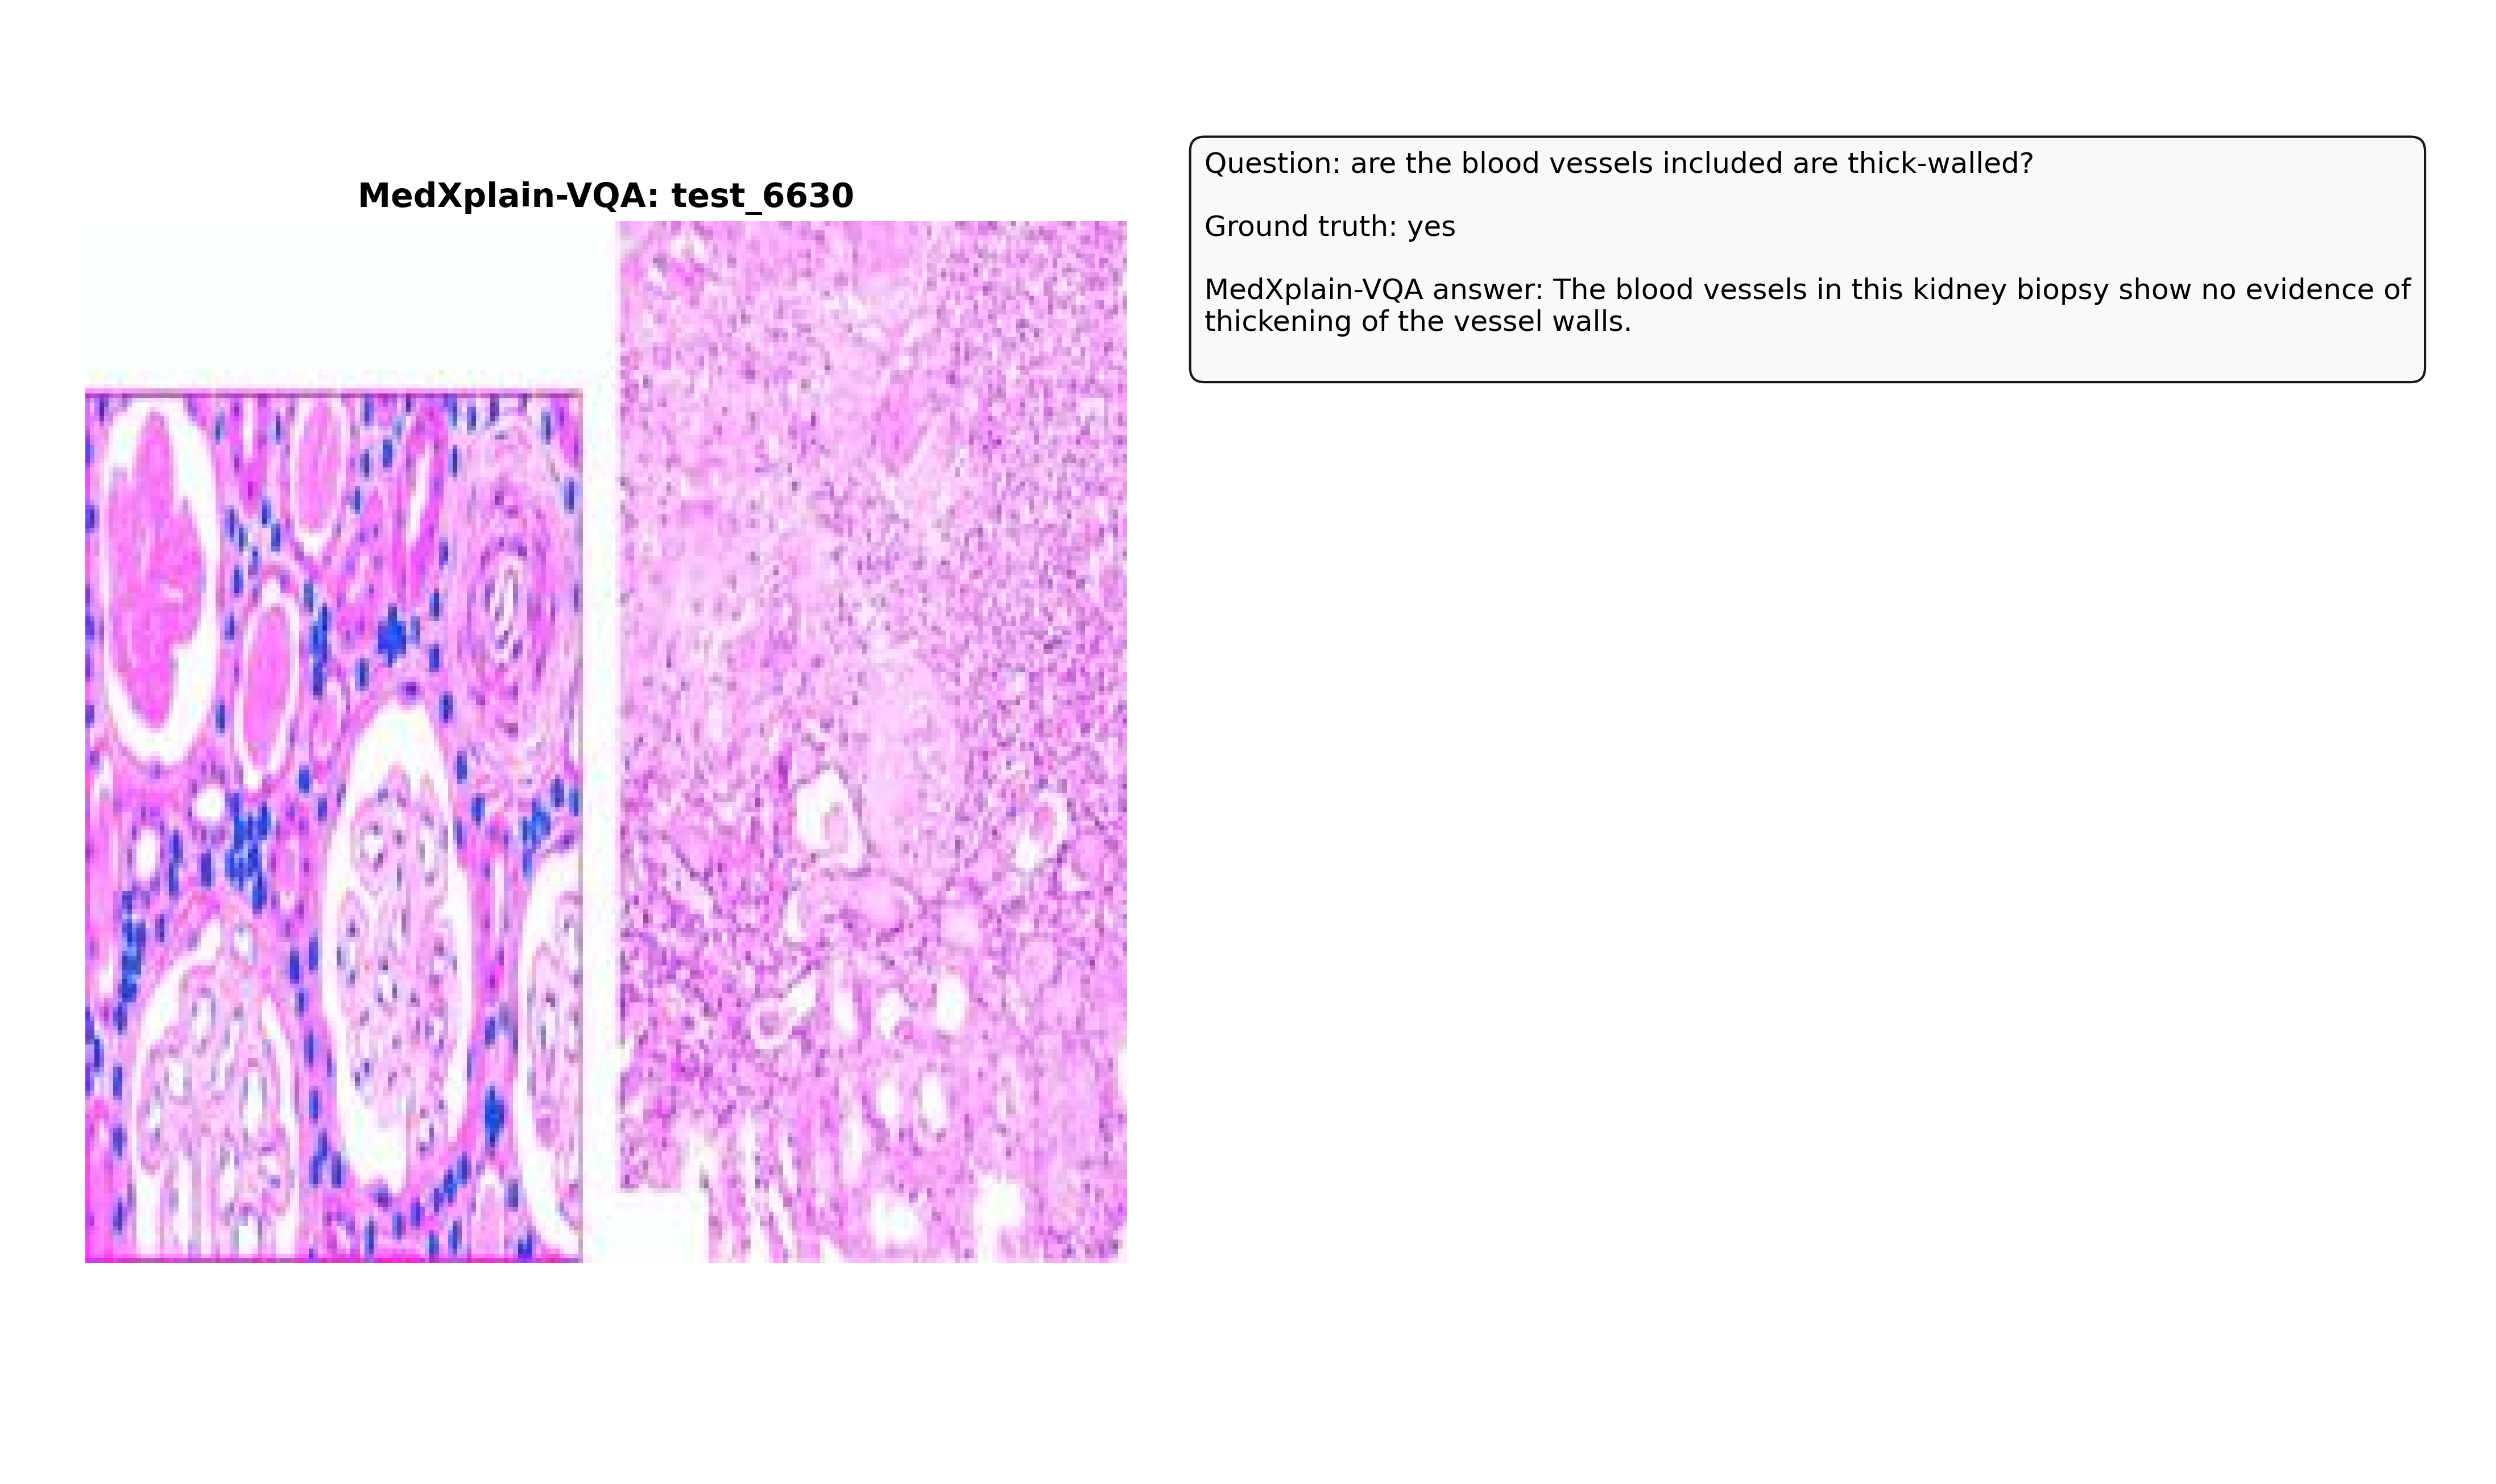 MedXplain-VQA: test_6630
Question: are the blood vessels included are thick-walled?
Ground truth: yes
MedXplain-VQA answer: The blood vessels in this kidney biopsy show no evidence of
thickening of the vessel walls.